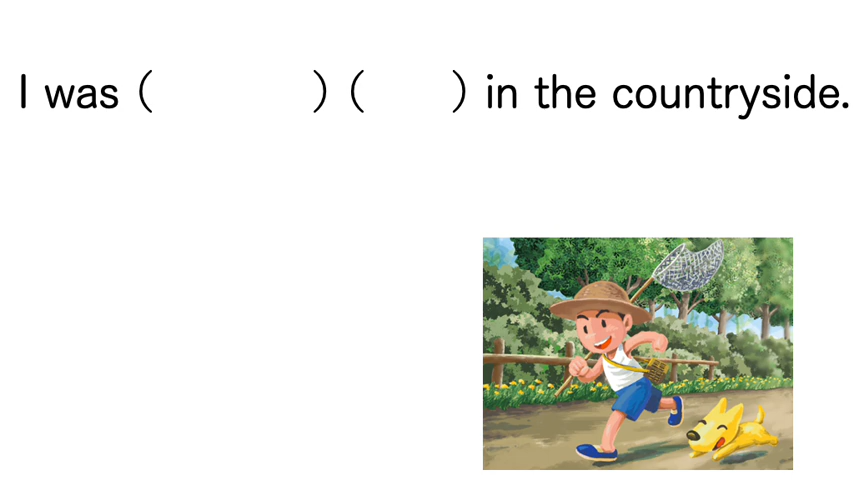 I was (        ) (    ) in the countryside.